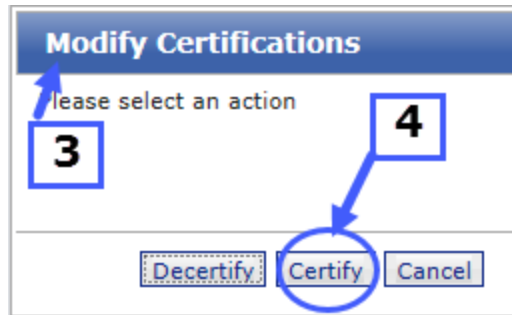 Modify Certifications
lease select an action
3
4
Decertify Certify Cancel